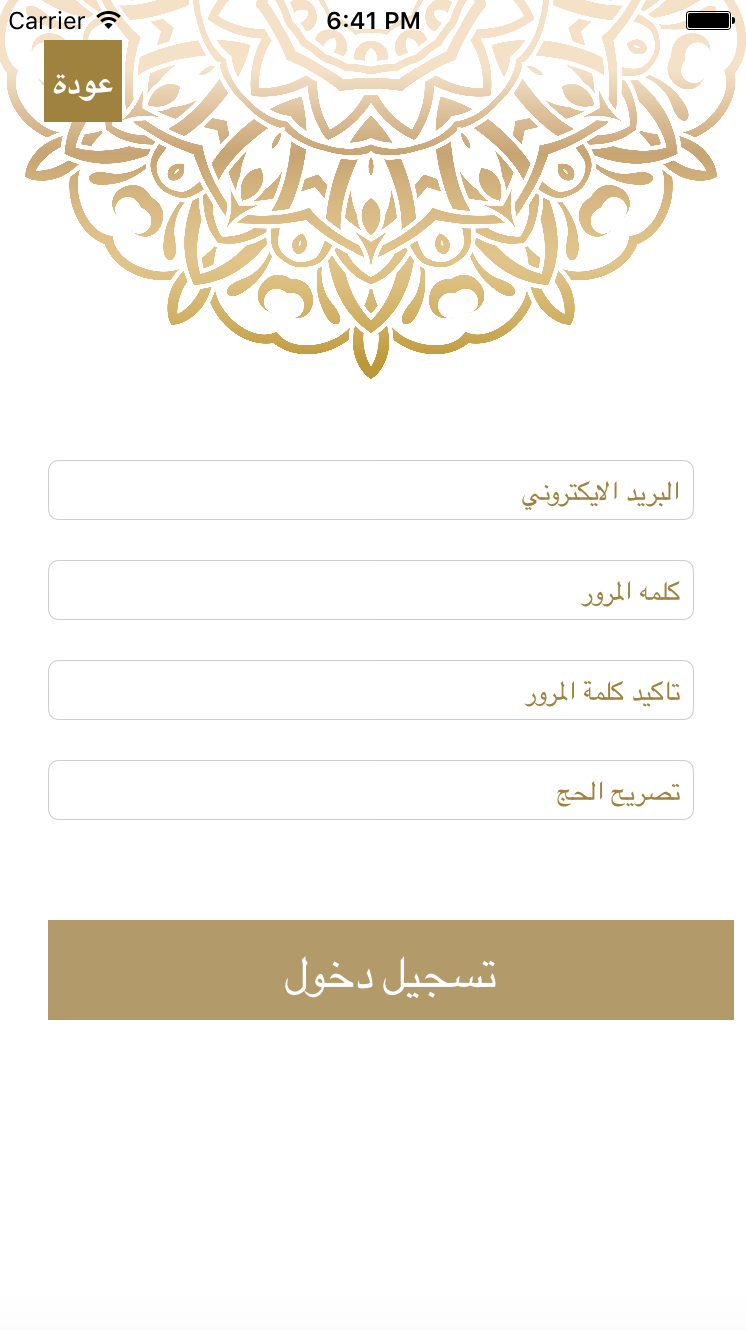 Carrier 6:41 PM
عودة
البريد الايكتروني
كلمه المرور
تاكيد كلمة المرور
تصريح الحج
تسجيل دخول